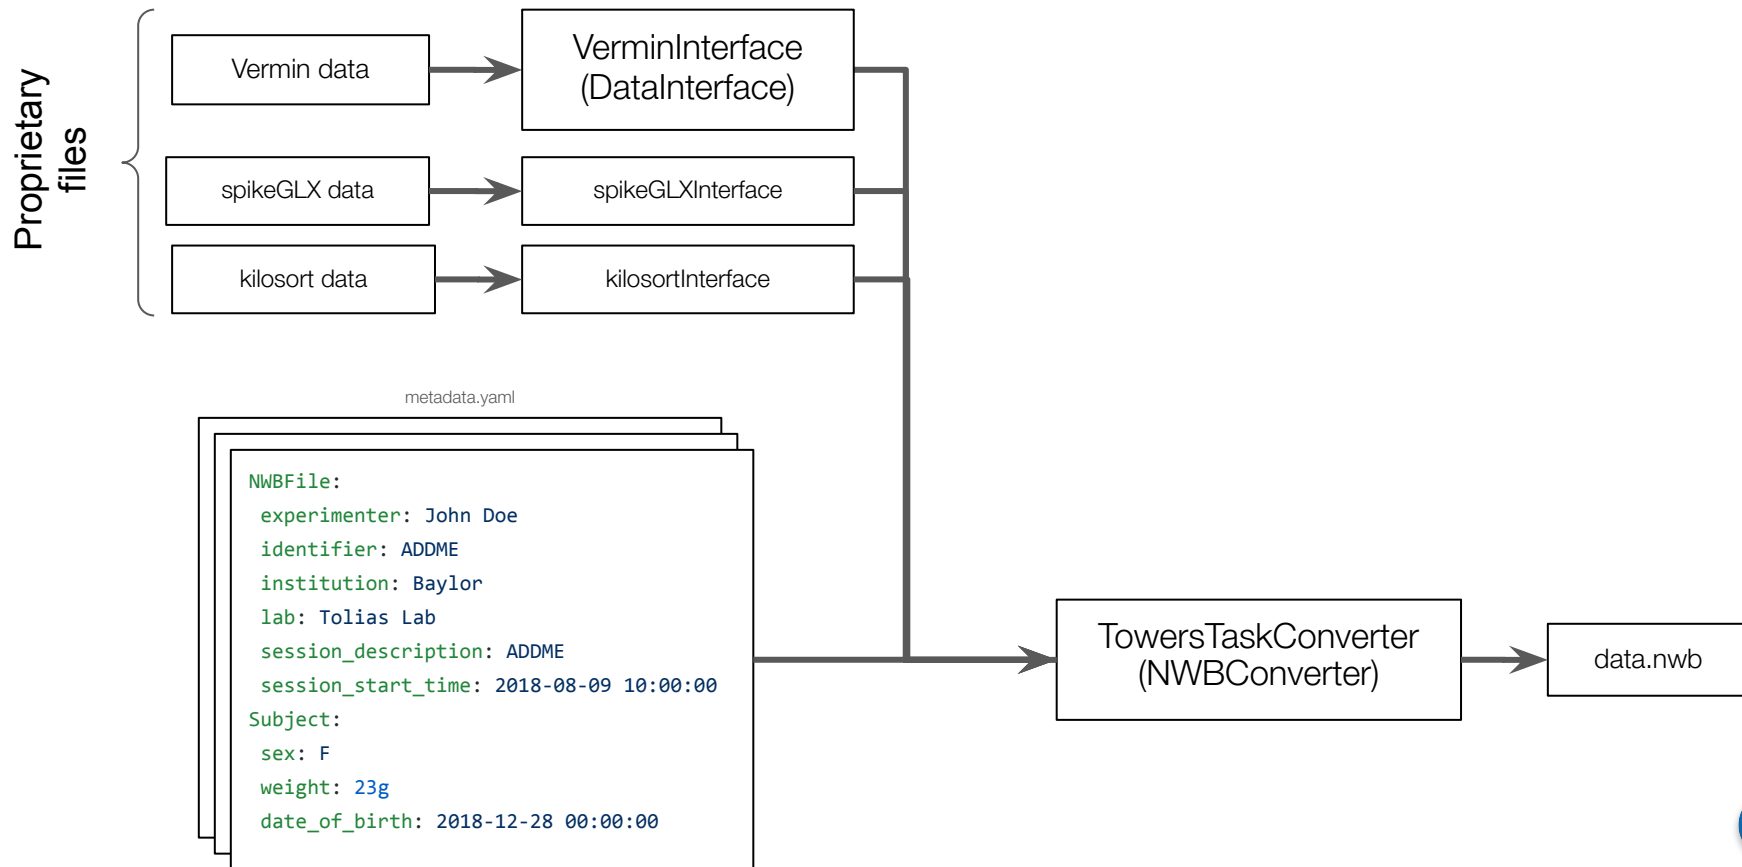 Proprietary
files
Vermin data
VerminInterface
(DataInterface)
spikeGLX data
spikeGLXInterface
kilosort data
kilosortInterface
metadata.yaml
NWBFile:
experimenter: John Doe
identifier: ADDME
institution: Baylor
lab: Tolias Lab
session_description: ADDME
session_start_time: 2018-08-09 10:00:00
Subject:
sex: F
weight: 23g
date_of_birth: 2018-12-28 00:00:00
TowersTaskConverter
(NWBConverter)
data.nwb